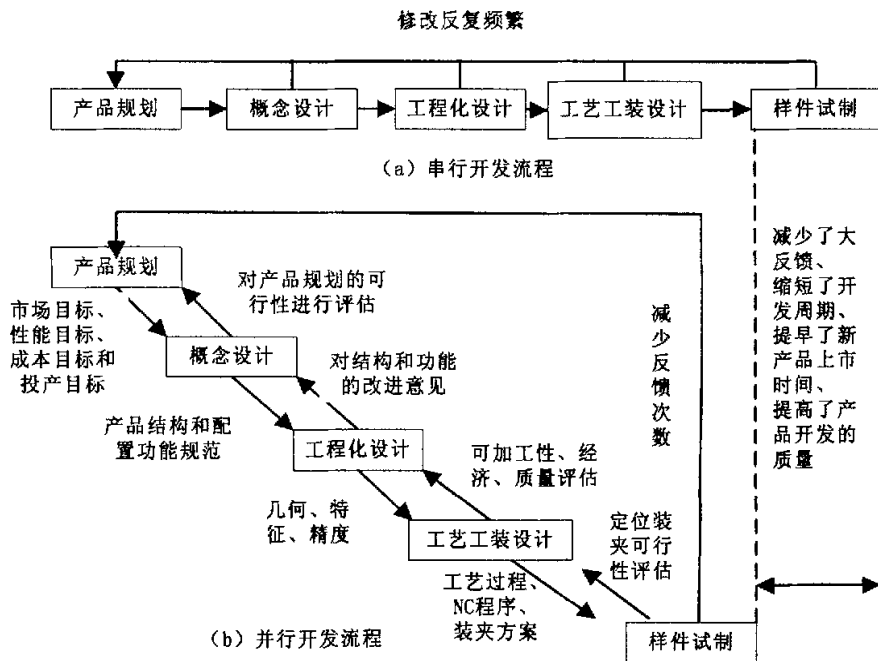 修改反复频繁
产品规划
概念设计
工程化设计
工艺工装设计
样件试制
（a）串行开发流程
产品规划
对产品规划的可
行性进行评估
市场目标、
性能目标、
成本目标和
投产目标
概念设计
对结构和功能
的改进意见
产品结构和配
置功能规范
工程化设计
可加工性、经
济、质量评估
几何、特
征、精度
工艺工装设计
定位装
夹可行
性评估
工艺过程、
NC程序、
装夹方案
样件试制
减少反馈次数
减少了大
反馈、
缩短了开
发周期、
提早了新
产品上市
时间、
提高了产
品开发的
质量
（b）并行开发流程